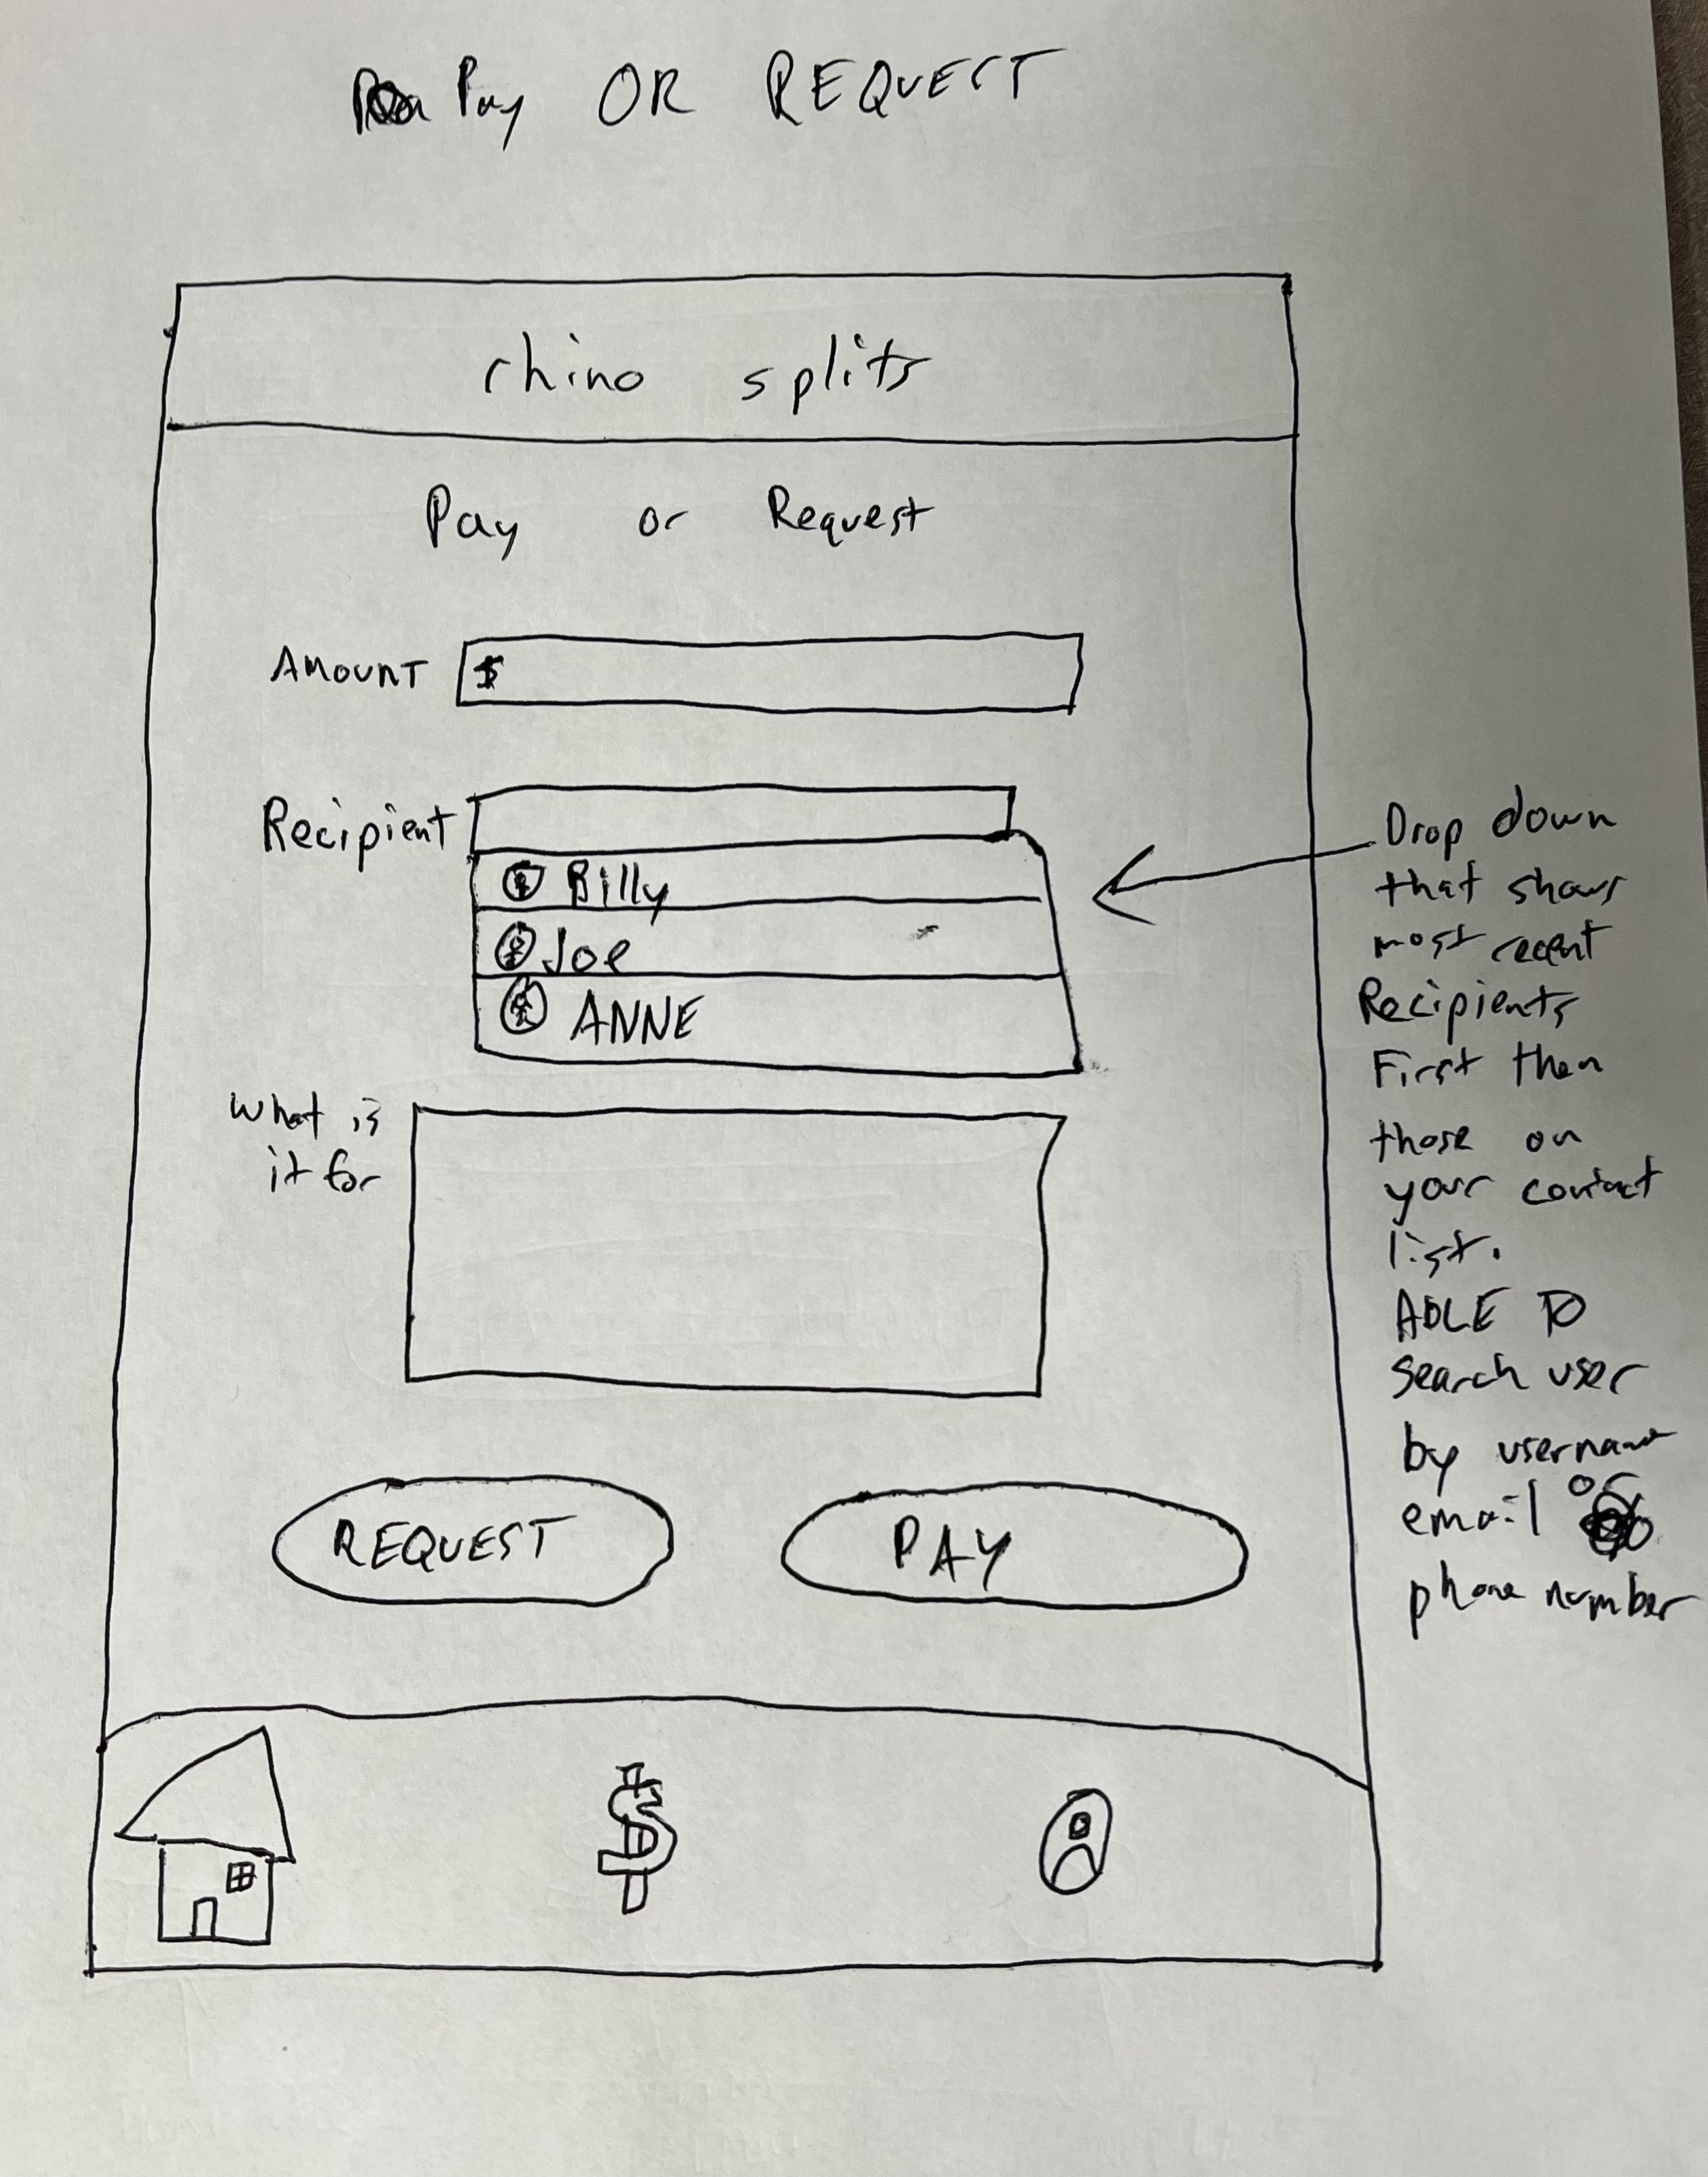 Pay OR REQUEST
rhino splits
Pay or Request
AMOUNT $
Recipient
Billy
Joe
ANNE
What is
it for
REQUEST
PAY
$
Drop down
that shows
most recent
Recipients
First then
those on
your contact
list.
ABLE TO
search user
by username
email or
phone number